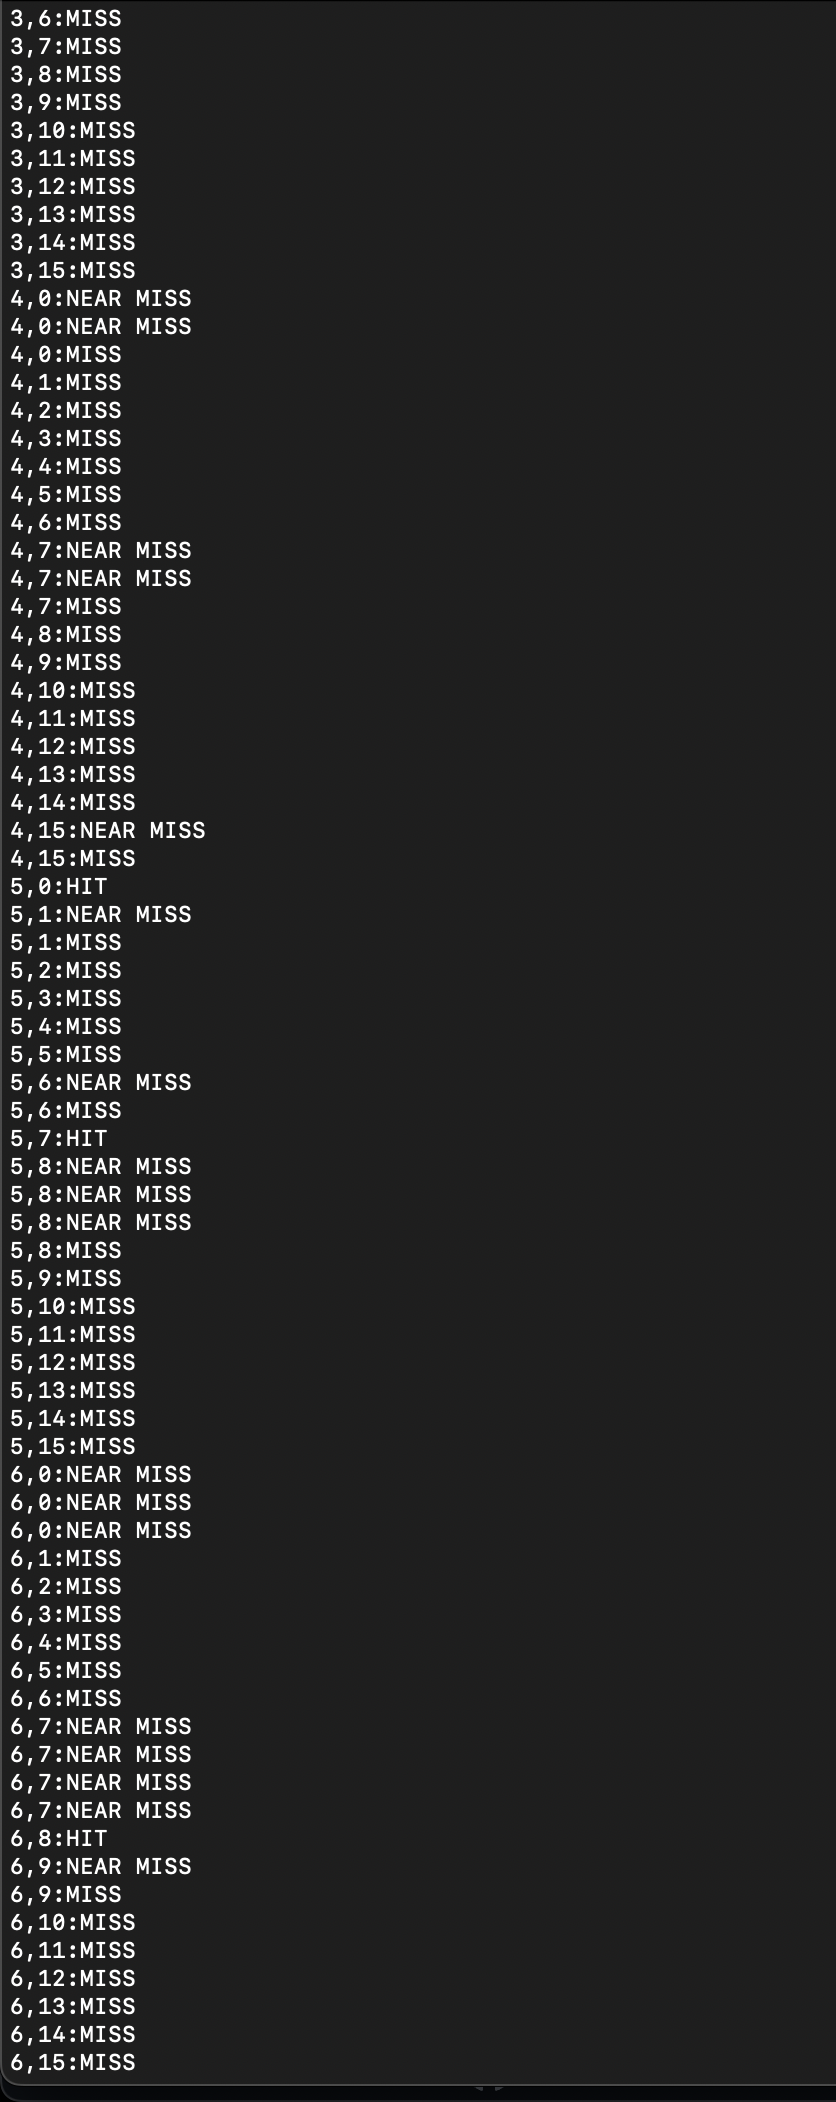 3,6:MISS
3,7:MISS
3,8:MISS
3,9:MISS
3,10:MISS
3,11:MISS
3,12:MISS
3,13:MISS
3,14:MISS
3,15:MISS
4,0:NEAR MISS
4,0:NEAR MISS
4,0:MISS
4,1:MISS
4,2:MISS
4,3:MISS
4,4:MISS
4,5:MISS
4,6:MISS
4,7:NEAR MISS
4,7:NEAR MISS
4,7:MISS
4,8:MISS
4,9:MISS
4,10:MISS
4,11:MISS
4,12:MISS
4,13:MISS
4,14:MISS
4,15:NEAR MISS
4,15:MISS
5,0:HIT
5,1:NEAR MISS
5,1:MISS
5,2:MISS
5,3:MISS
5,4:MISS
5,5:MISS
5,6:NEAR MISS
5,6:MISS
5,7:HIT
5,8:NEAR MISS
5,8:NEAR MISS
5,8:NEAR MISS
5,8:MISS
5,9:MISS
5,10:MISS
5,11:MISS
5,12:MISS
5,13:MISS
5,14:MISS
5,15:MISS
6,0:NEAR MISS
6,0:NEAR MISS
6,0:NEAR MISS
6,1:MISS
6,2:MISS
6,3:MISS
6,4:MISS
6,5:MISS
6,6:MISS
6,7:NEAR MISS
6,7:NEAR MISS
6,7:NEAR MISS
6,7:NEAR MISS
6,8:HIT
6,9:NEAR MISS
6,9:MISS
6,10:MISS
6,11:MISS
6,12:MISS
6,13:MISS
6,14:MISS
6,15:MISS